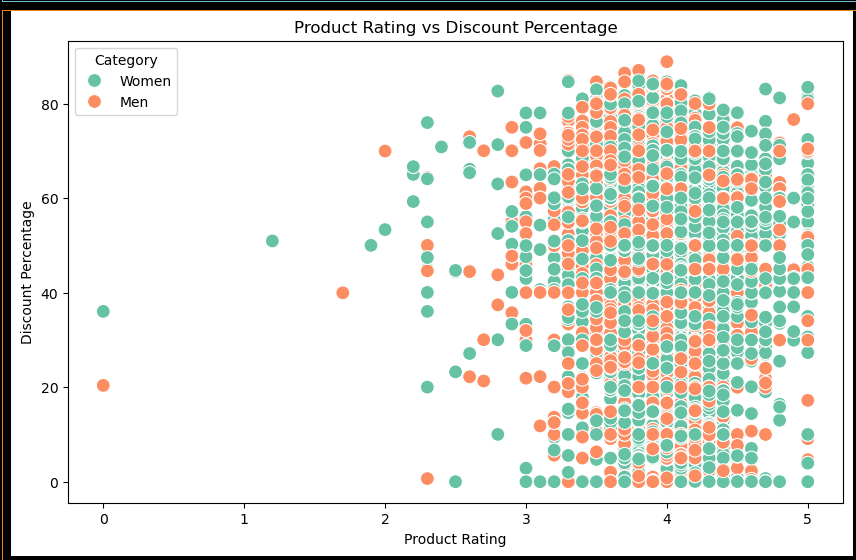 Product Rating vs Discount Percentage
Category
Women
Men
Discount Percentage
80
60
40
20
0
0 1 2 3 4 5
Product Rating